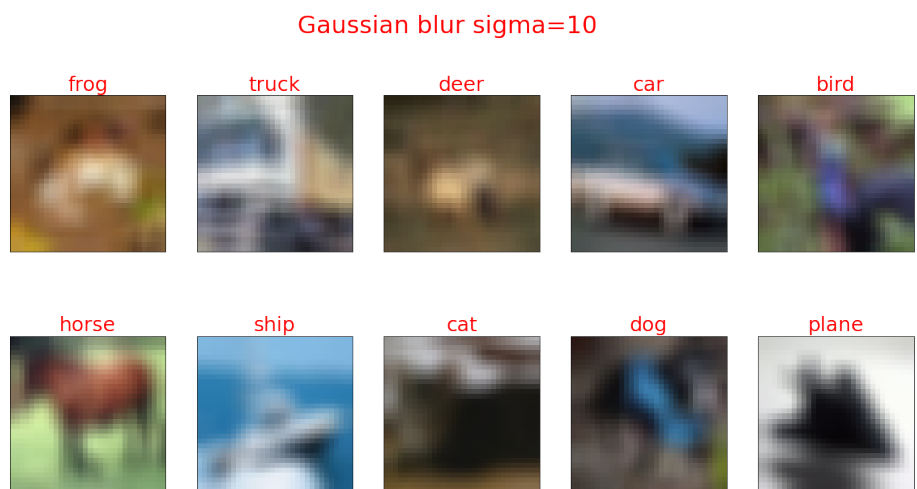 Gaussian blur sigma=10
frog truck deer car bird
horse ship cat dog plane